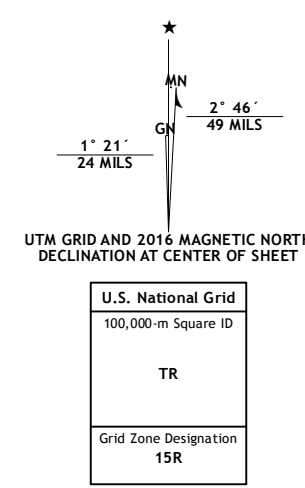 MN
2° 46´
49 MILS
GN
1° 21´
24 MILS
UTM GRID AND 2016 MAGNETIC NORTH
DECLINATION AT CENTER OF SHEET
U.S. National Grid
100,000-m Square ID
TR
Grid Zone Designation
15R